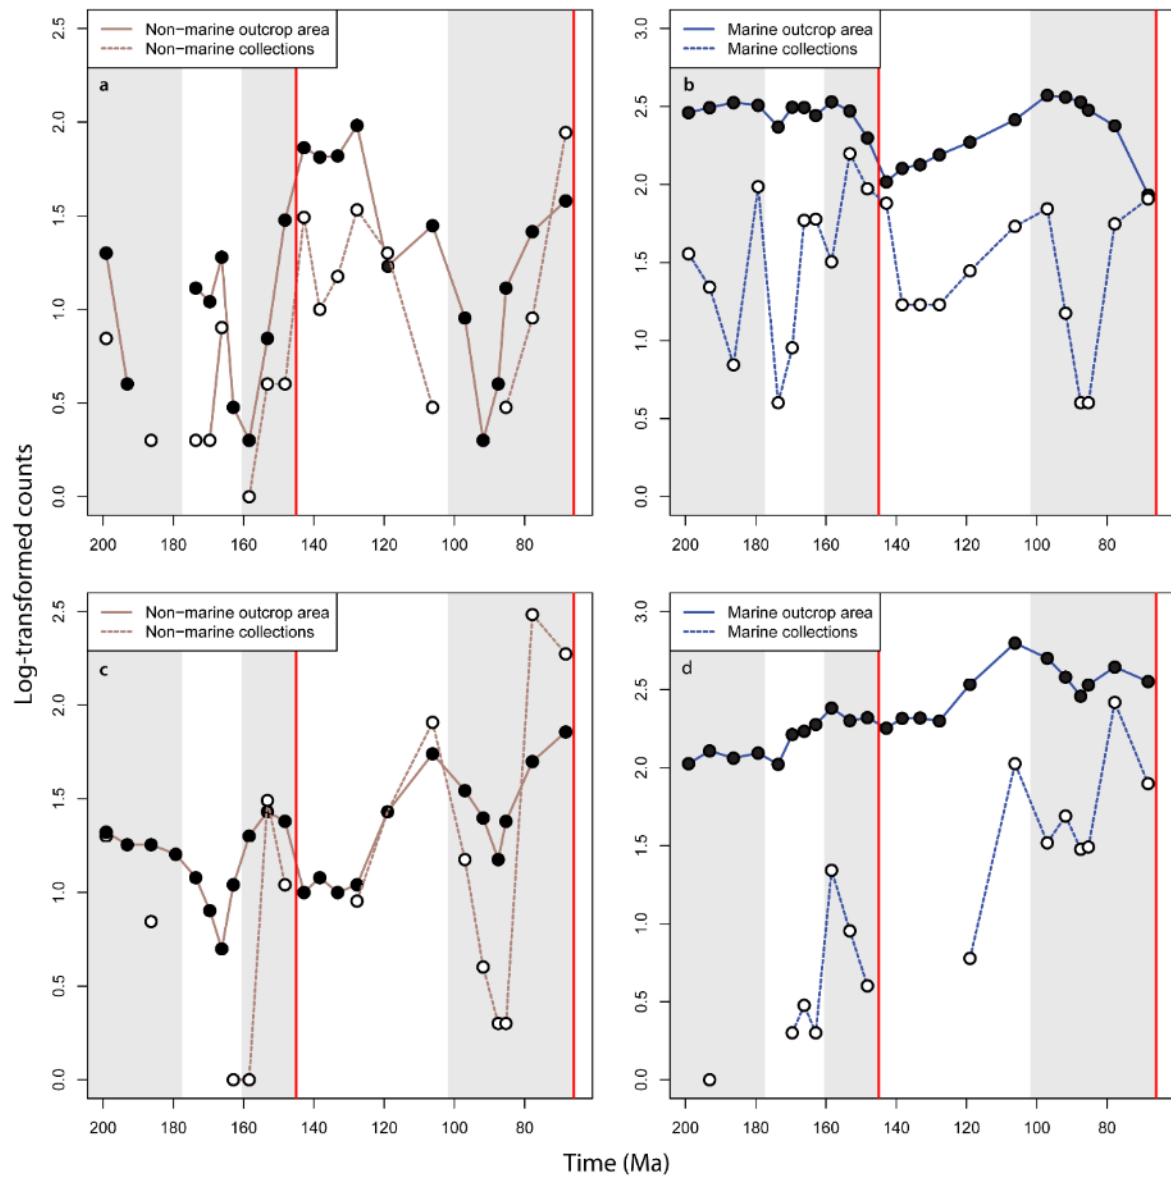 Non−marine outcrop area
Non−marine collections
a
2.5
2.0
1.5
1.0
0.5
0.0
200 180 160 140 120 100 80
Marine outcrop area
Marine collections
b
3.0
2.5
2.0
1.5
1.0
0.5
0.0
200 180 160 140 120 100 80
Log-transformed counts
Non−marine outcrop area
Non−marine collections
c
2.5
2.0
1.5
1.0
0.5
0.0
200 180 160 140 120 100 80
Marine outcrop area
Marine collections
d
3.0
2.5
2.0
1.5
1.0
0.5
0.0
200 180 160 140 120 100 80
Time (Ma)